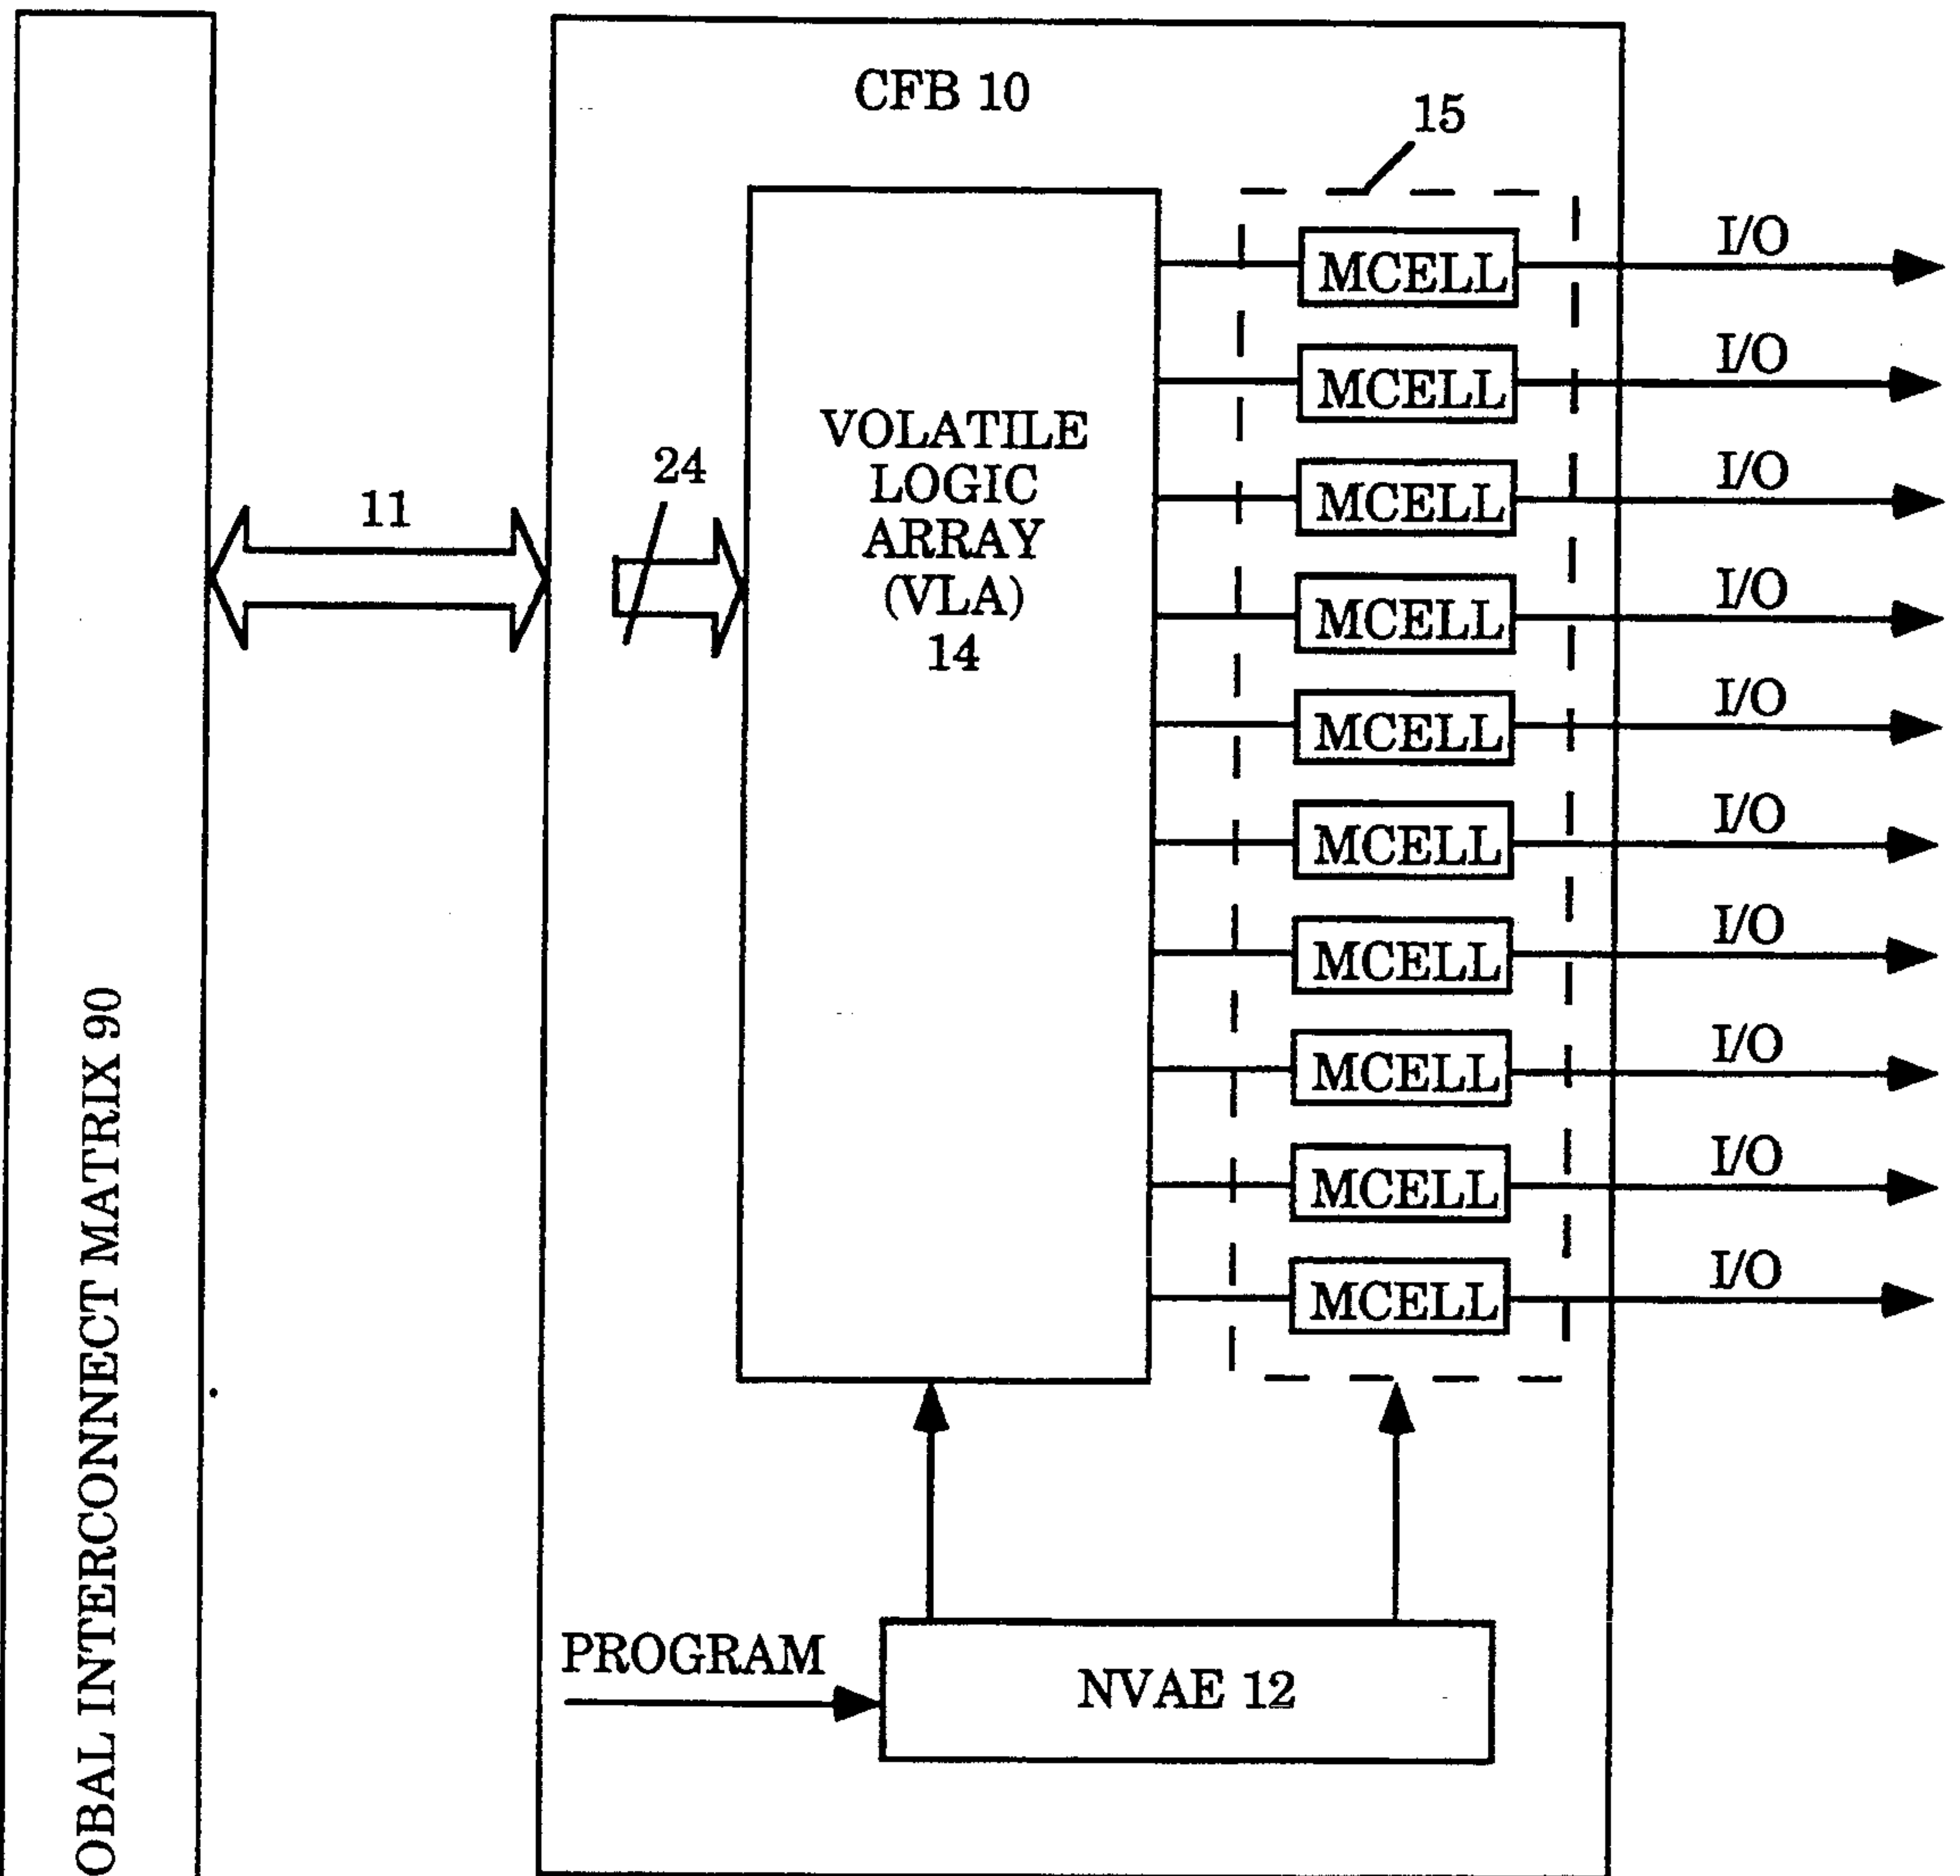 CFB 10
15
I/O
MCELL
I/O
MCELL
I/O
MCELL
I/O
MCELL
I/O
MCELL
I/O
MCELL
I/O
MCELL
I/O
MCELL
I/O
MCELL
I/O
MCELL
VOLATILE
LOGIC
ARRAY
(VLA)
14
24
11
OBAL INTERCONNECT MATRIX 90
PROGRAM
NVAE 12